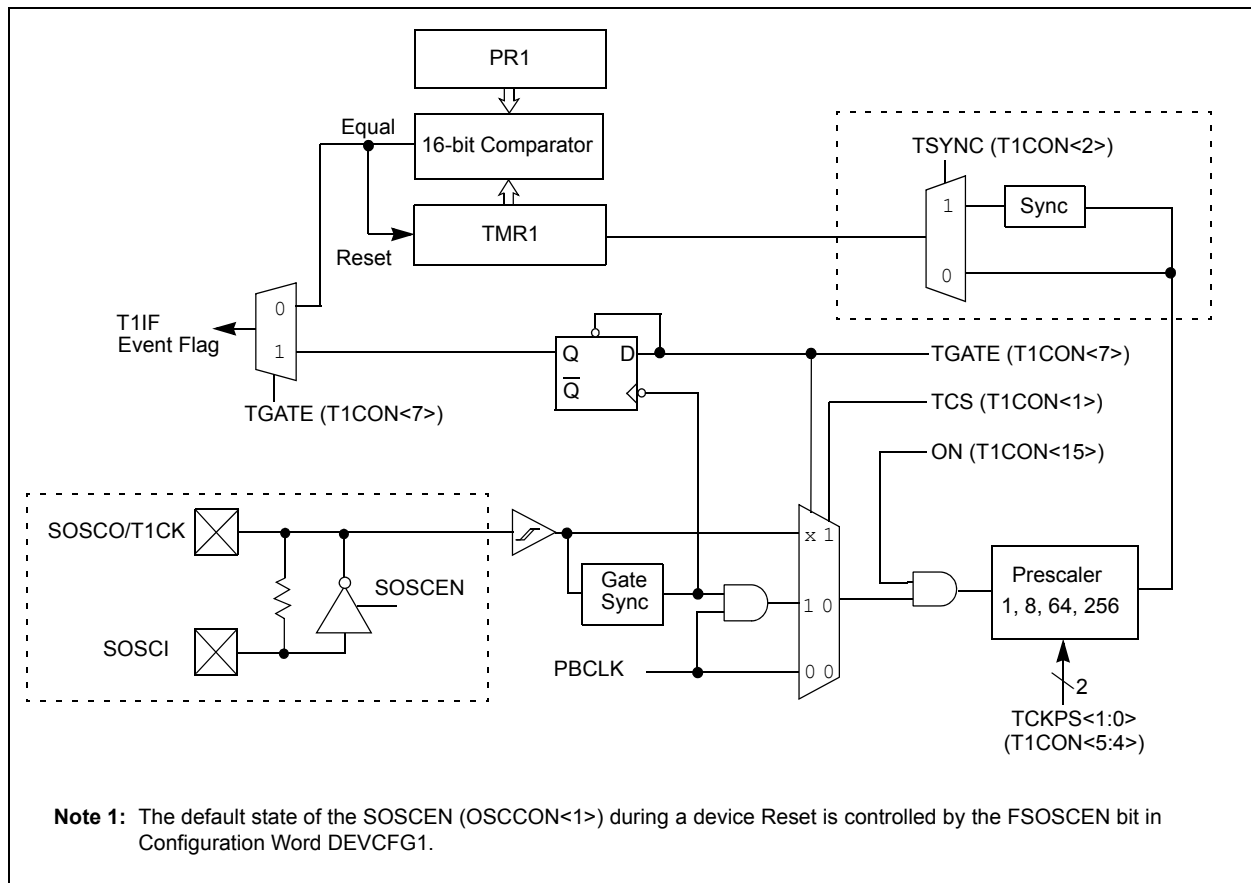 PR1
Equal
16-bit Comparator
TSYNC (T1CON<2>)
1
Sync
TMR1
Reset
0
0
T1IF
Event Flag
1
Q
D
TGATE (T1CON<7>)
Q̅
TGATE (T1CON<7>)
TCS (T1CON<1>)
ON (T1CON<15>)
SOSCO/T1CK
x 1
SOSCEN
Gate
Sync
Prescaler
1, 8, 64, 256
1 0
SOSCI
PBCLK
0 0
2
TCKPS<1:0>
(T1CON<5:4>)
Note 1: The default state of the SOSCEN (OSCCON<1>) during a device Reset is controlled by the FSOSCEN bit in
Configuration Word DEVCFG1.